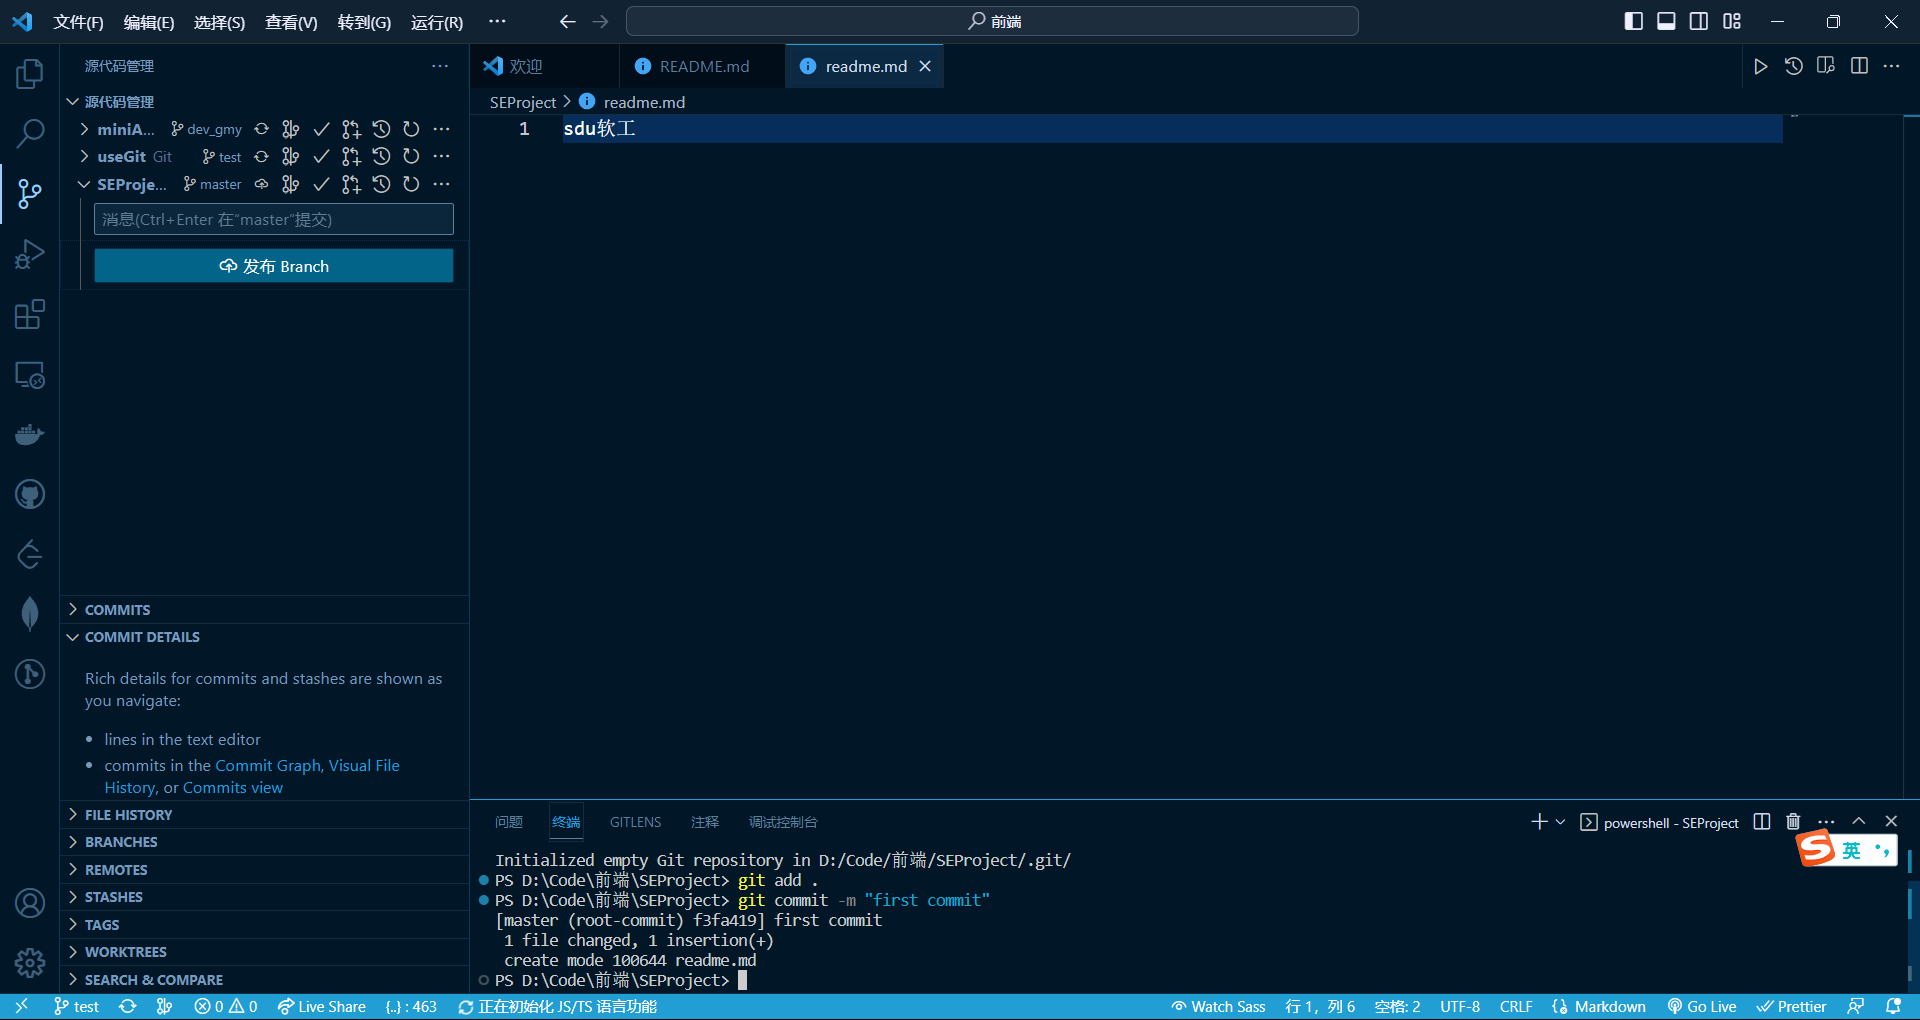 文件(F) 编辑(E) 选择(S) 查看(V) 转到(G) 运行(R) ··· 前端
源代码管理 ···
欢迎 README.md readme.md
SEProject > readme.md
源代码管理
miniA... dev_gmy ···
useGit Git test ···
SEProje... master ···
消息(Ctrl+Enter 在“master”提交)
发布 Branch
1 sdu软工
COMMITS
COMMIT DETAILS
Rich details for commits and stashes are shown as
you navigate:
• lines in the text editor
• commits in the Commit Graph, Visual File
History, or Commits view
FILE HISTORY
BRANCHES
REMOTES
STASHES
TAGS
WORKTREES
SEARCH & COMPARE
问题 终端 GITLENS 注释 调试控制台 powershell - SEProject ···
英
Initialized empty Git repository in D:/Code/前端/SEProject/.git/
PS D:\Code\前端\SEProject> git add .
PS D:\Code\前端\SEProject> git commit -m "first commit"
[master (root-commit) f3fa419] first commit
1 file changed, 1 insertion(+)
create mode 100644 readme.md
PS D:\Code\前端\SEProject>
test 0 0 Live Share {..} : 463 正在初始化 JS/TS 语言功能 Watch Sass 行 1，列 6 空格: 2 UTF-8 CRLF Markdown Go Live Prettier